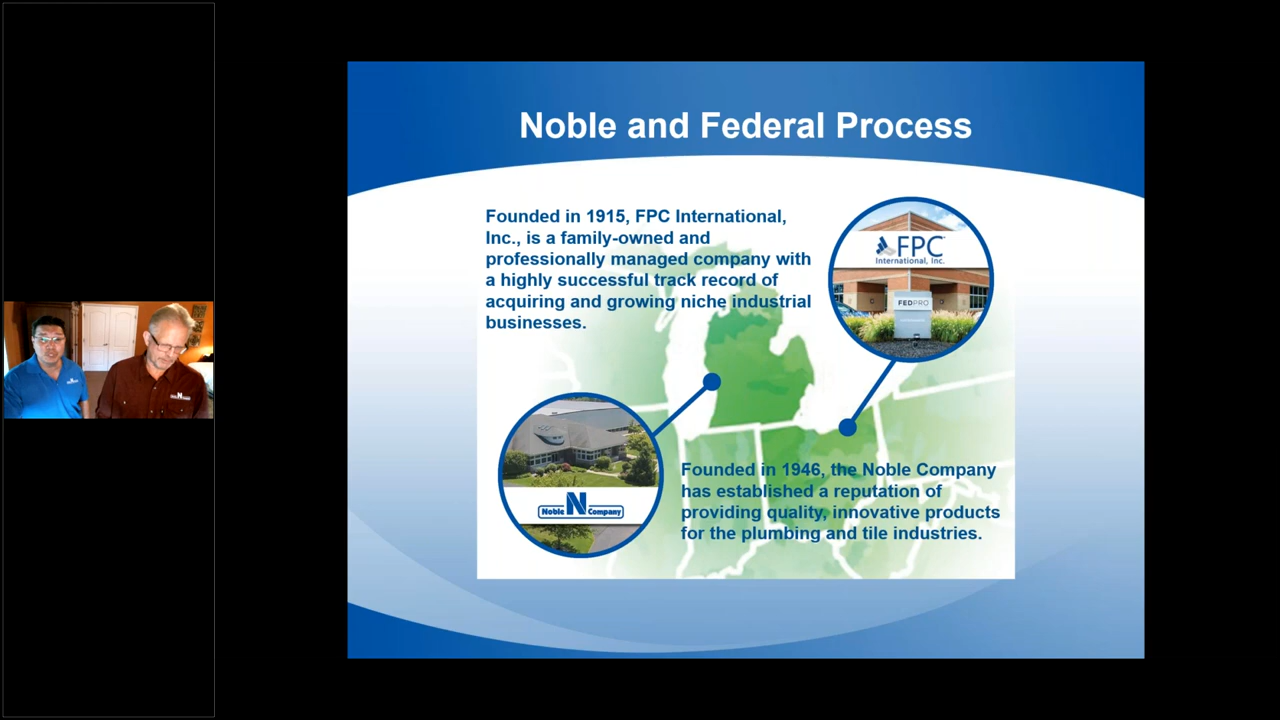 Noble and Federal Process
Founded in 1915, FPC International,
Inc., is a family-owned and
professionally managed company with
a highly successful track record of
acquiring and growing niche industrial
businesses.
FPC
International, Inc.
FEDPRO
Noble N Company
Founded in 1946, the Noble Company
has established a reputation of
providing quality, innovative products
for the plumbing and tile industries.
N